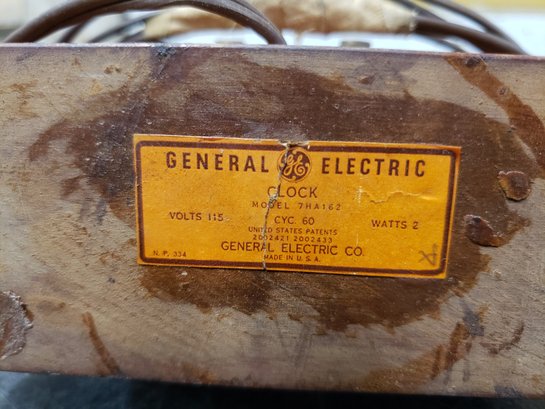 GENERAL GE ELECTRIC
CLOCK
MODEL 7HA162
VOLTS 115 CYC 60 WATTS 2
UNITED STATES PATENTS
2002421 2002433
GENERAL ELECTRIC CO.
N.P. 334 MADE IN U.S.A.